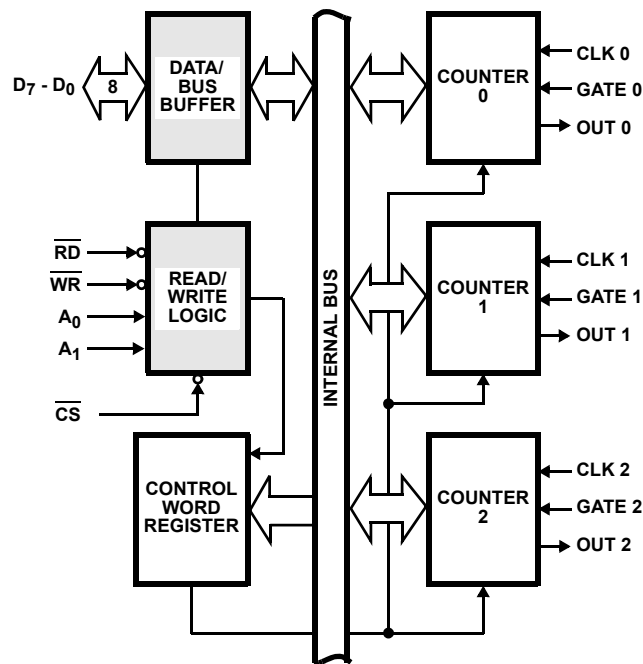 D7 - D0
8
DATA/
BUS
BUFFER
RD
WR
A0
A1
CS
READ/
WRITE
LOGIC
CONTROL
WORD
REGISTER
INTERNAL BUS
COUNTER
0
CLK 0
GATE 0
OUT 0
COUNTER
1
CLK 1
GATE 1
OUT 1
COUNTER
2
CLK 2
GATE 2
OUT 2